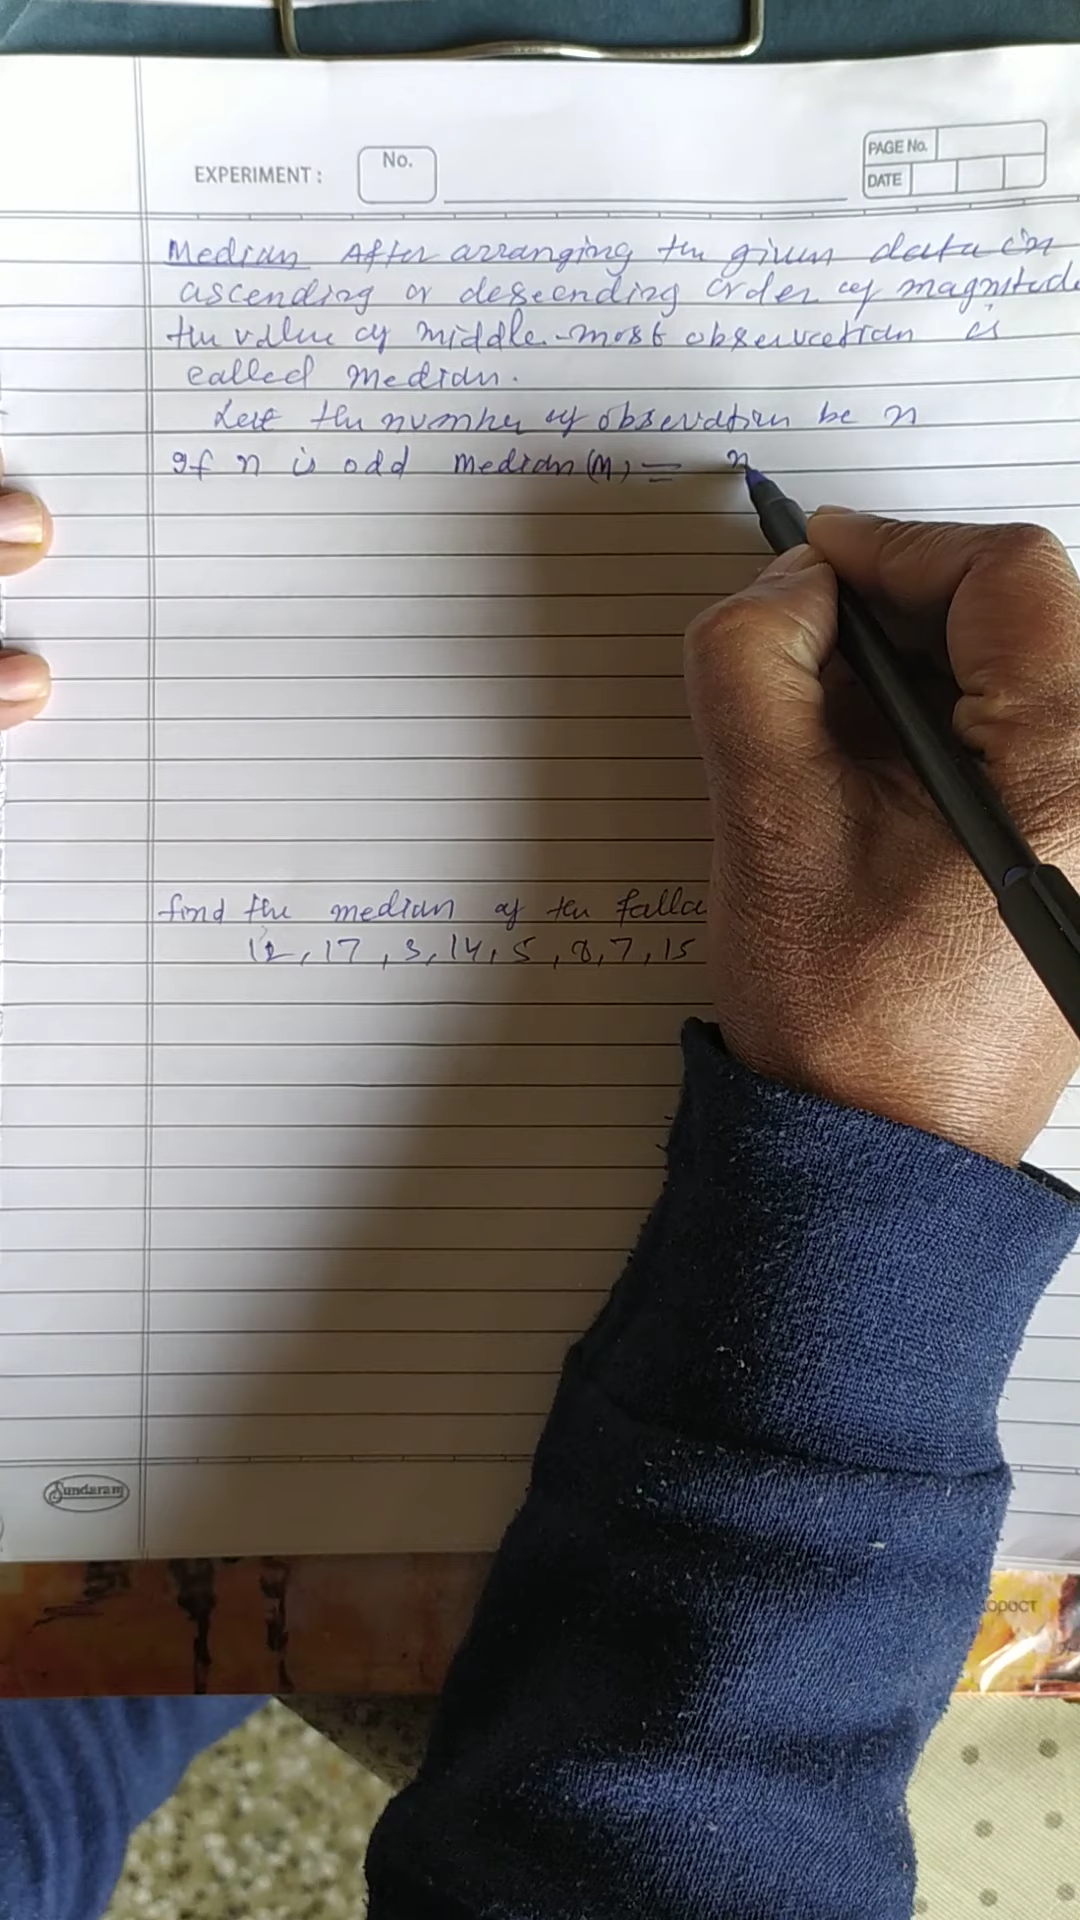 EXPERIMENT :
No.
PAGE No.
DATE
Median After arranging the given data in
ascending or descending order of magnitude
the value of middle-most observation is
called median.
Let the number of observation be n
If n is odd median (M) = n
find the median of the follo
12, 17, 3, 14, 5, 8, 7, 15
Sundaram
орост